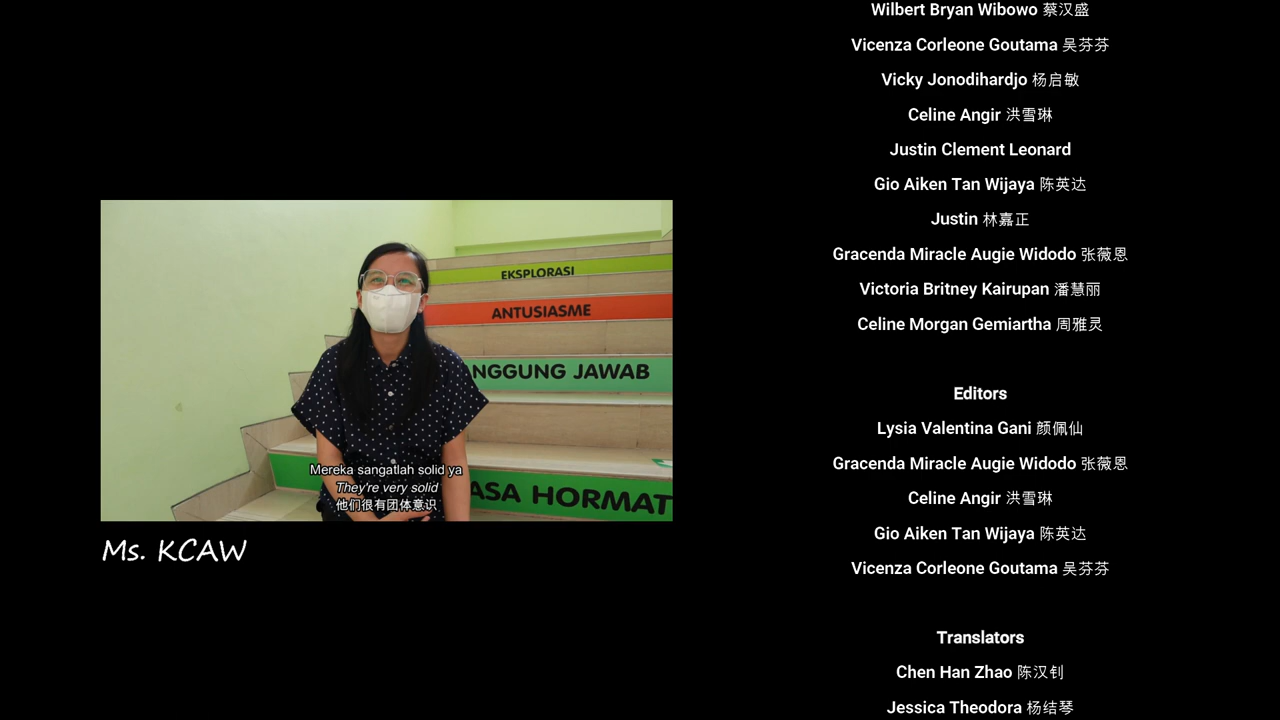 EKSPLORASI
ANTUSIASME
NGGUNG JAWAB
ASA HORMAT
Mereka sangatlah solid ya
They're very solid
他们很有团体意识
Ms. KCAW
Wilbert Bryan Wibowo 蔡汉盛
Vicenza Corleone Goutama 吴芬芬
Vicky Jonodihardjo 杨启敏
Celine Angir 洪雪琳
Justin Clement Leonard
Gio Aiken Tan Wijaya 陈英达
Justin 林嘉正
Gracenda Miracle Augie Widodo 张薇恩
Victoria Britney Kairupan 潘慧丽
Celine Morgan Gemiartha 周雅灵
Editors
Lysia Valentina Gani 颜佩仙
Gracenda Miracle Augie Widodo 张薇恩
Celine Angir 洪雪琳
Gio Aiken Tan Wijaya 陈英达
Vicenza Corleone Goutama 吴芬芬
Translators
Chen Han Zhao 陈汉钊
Jessica Theodora 杨结琴